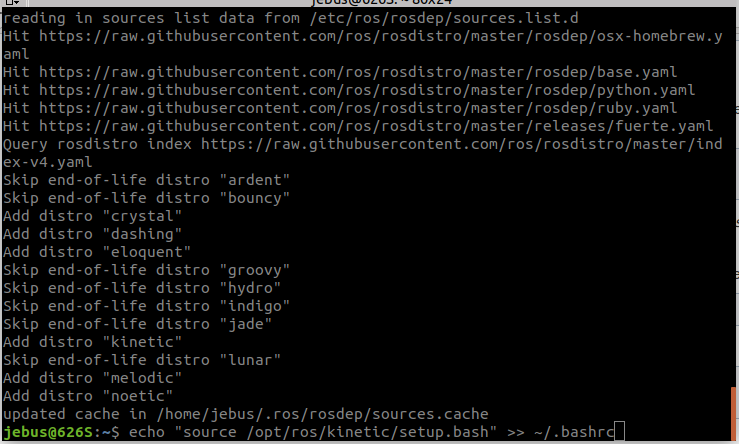 jebus@626S: ~ 80x24
reading in sources list data from /etc/ros/rosdep/sources.list.d
Hit https://raw.githubusercontent.com/ros/rosdistro/master/rosdep/osx-homebrew.y
aml
Hit https://raw.githubusercontent.com/ros/rosdistro/master/rosdep/base.yaml
Hit https://raw.githubusercontent.com/ros/rosdistro/master/rosdep/python.yaml
Hit https://raw.githubusercontent.com/ros/rosdistro/master/rosdep/ruby.yaml
Hit https://raw.githubusercontent.com/ros/rosdistro/master/releases/fuerte.yaml
Query rosdistro index https://raw.githubusercontent.com/ros/rosdistro/master/ind
ex-v4.yaml
Skip end-of-life distro "ardent"
Skip end-of-life distro "bouncy"
Add distro "crystal"
Add distro "dashing"
Add distro "eloquent"
Skip end-of-life distro "groovy"
Skip end-of-life distro "hydro"
Skip end-of-life distro "indigo"
Skip end-of-life distro "jade"
Add distro "kinetic"
Skip end-of-life distro "lunar"
Add distro "melodic"
Add distro "noetic"
updated cache in /home/jebus/.ros/rosdep/sources.cache
jebus@626S:~$ echo "source /opt/ros/kinetic/setup.bash" >> ~/.bashrc